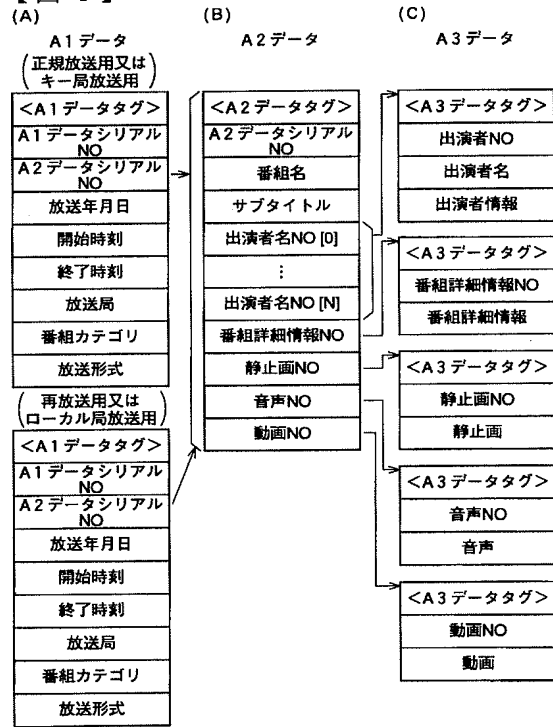 (A)
A1データ
(正規放送用又は
キー局放送用)
<A1データタグ>
A1データシリアル
NO
A2データシリアル
NO
放送年月日
開始時刻
終了時刻
放送局
番組カテゴリ
放送形式
(再放送用又は
ローカル局放送用)
<A1データタグ>
A1データシリアル
NO
A2データシリアル
NO
放送年月日
開始時刻
終了時刻
放送局
番組カテゴリ
放送形式
(B)
A2データ
<A2データタグ>
A2データシリアル
NO
番組名
サブタイトル
出演者名NO [0]
⋮
出演者名NO [N]
番組詳細情報NO
静止画NO
音声NO
動画NO
(C)
A3データ
<A3データタグ>
出演者NO
出演者名
出演者情報
<A3データタグ>
番組詳細情報NO
番組詳細情報
<A3データタグ>
静止画NO
静止画
<A3データタグ>
音声NO
音声
<A3データタグ>
動画NO
動画